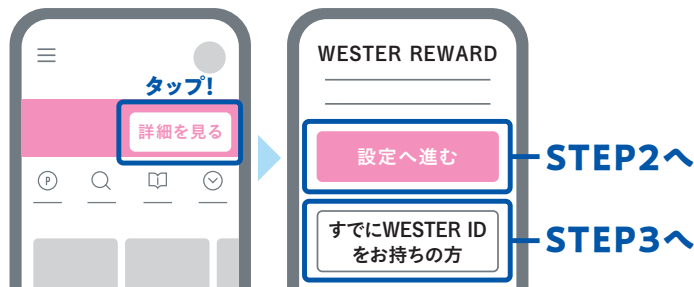 タップ!
詳細を見る
P
WESTER REWARD
設定へ進む
STEP2へ
すでにWESTER ID
をお持ちの方
STEP3へ